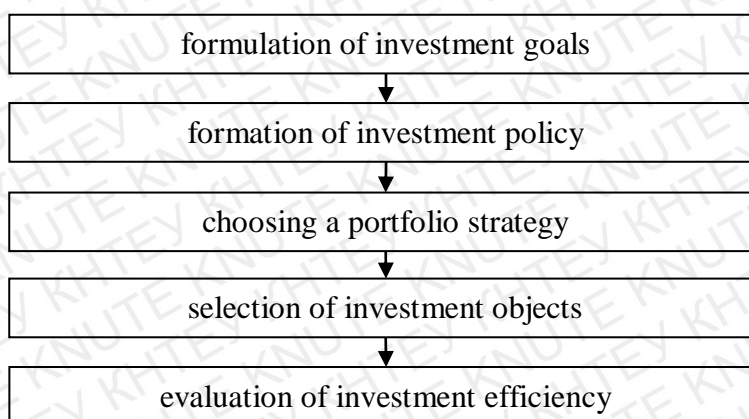 formulation of investment goals
formation of investment policy
choosing a portfolio strategy
selection of investment objects
evaluation of investment efficiency